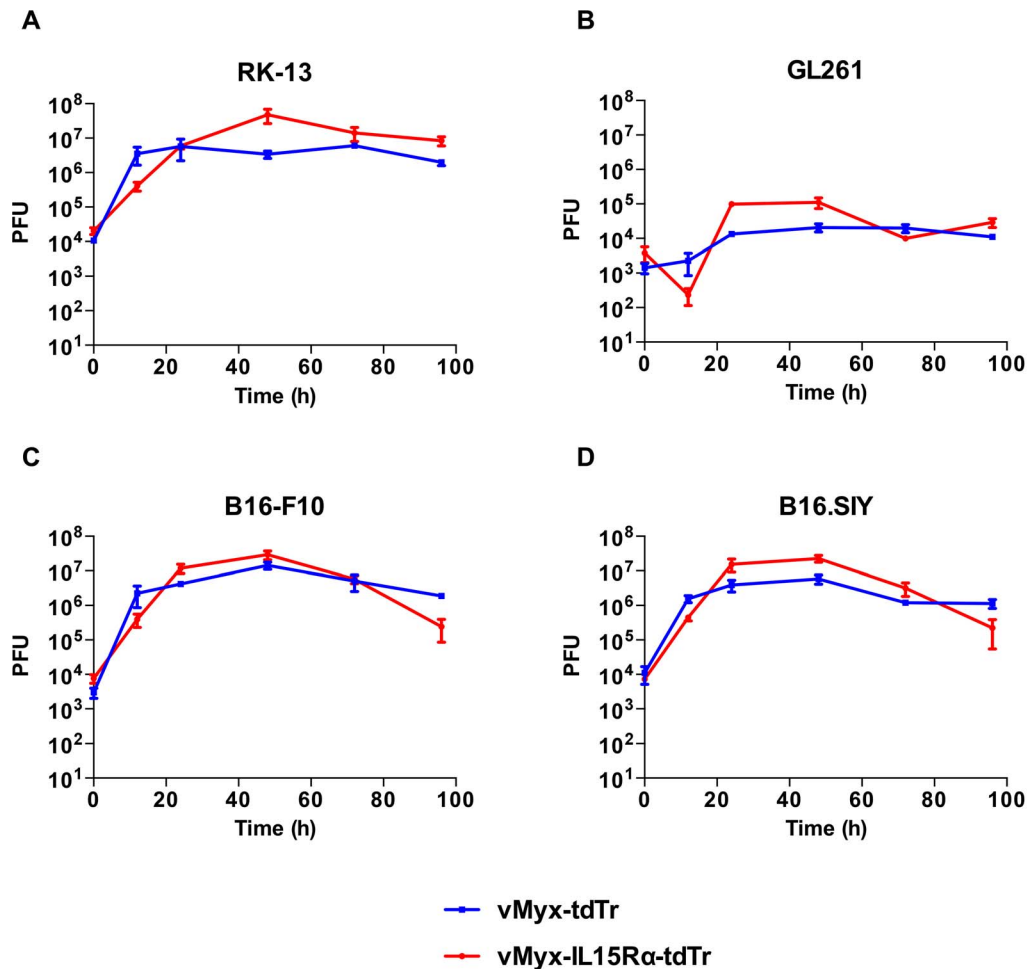 A
RK-13
10⁸
10⁷
10⁶
10⁵
10⁴
10³
10²
10¹
PFU
0 20 40 60 80 100
Time (h)
B
GL261
10⁸
10⁷
10⁶
10⁵
10⁴
10³
10²
10¹
PFU
0 20 40 60 80 100
Time (h)
C
B16-F10
10⁸
10⁷
10⁶
10⁵
10⁴
10³
10²
10¹
PFU
0 20 40 60 80 100
Time (h)
D
B16.SIY
10⁸
10⁷
10⁶
10⁵
10⁴
10³
10²
10¹
PFU
0 20 40 60 80 100
Time (h)
vMyx-tdTr
vMyx-IL15Rα-tdTr